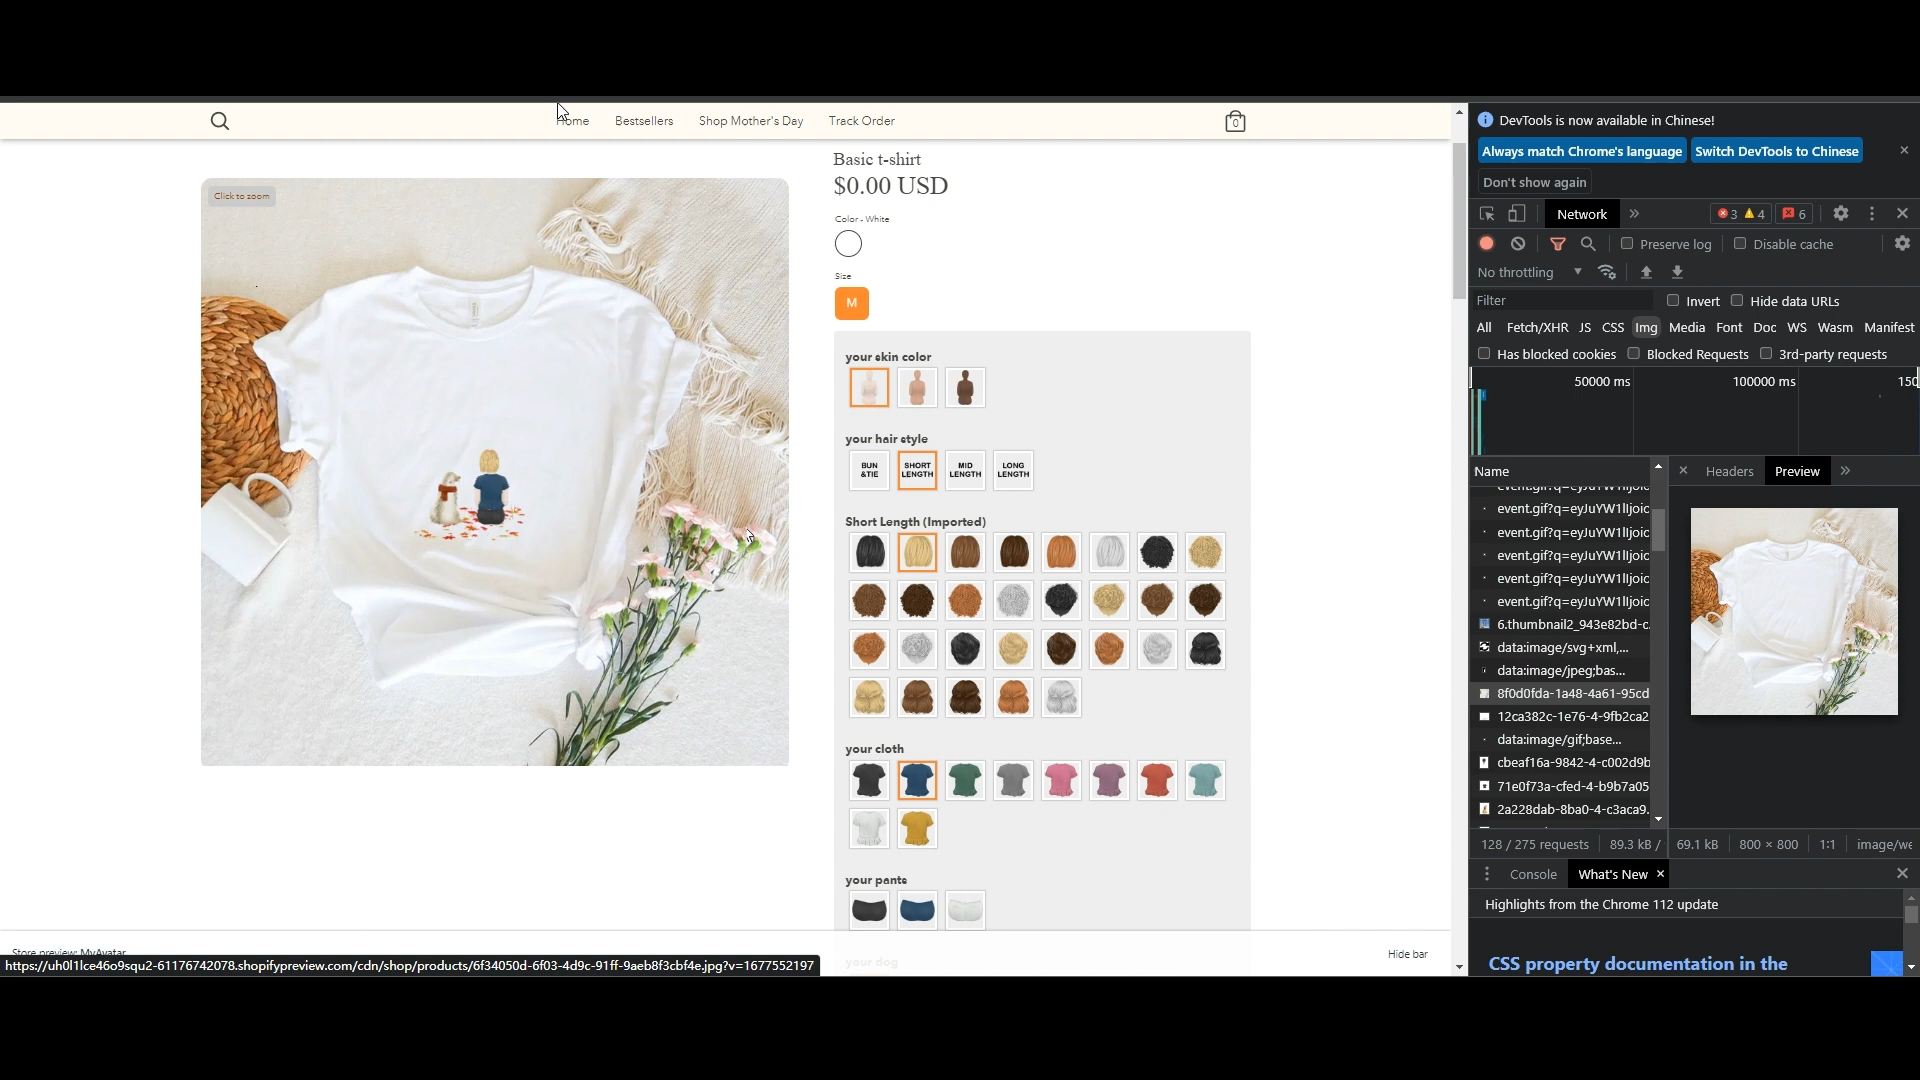 Home Bestsellers Shop Mother's Day Track Order
0
Click to zoom
Basic t-shirt
$0.00 USD
Color - White
Size
M
your skin color
your hair style
BUN &TIE
SHORT LENGTH
MID LENGTH
LONG LENGTH
Short Length (Imported)
your cloth
your pants
your dog
Store preview: MyAvatar
Hide bar
https://uh0l1lce46o9squ2-61176742078.shopifypreview.com/cdn/shop/products/6f34050d-6f03-4d9c-91ff-9aeb8f3cbf4e.jpg?v=1677552197
DevTools is now available in Chinese!
Always match Chrome's language Switch DevTools to Chinese
Don't show again
Network 3 4 6
Preserve log Disable cache
No throttling
Filter Invert Hide data URLs
All Fetch/XHR JS CSS Img Media Font Doc WS Wasm Manifest
Has blocked cookies Blocked Requests 3rd-party requests
50000 ms 100000 ms 150
Name Headers Preview
event.gif?q=eyJuYW1lIjoic
event.gif?q=eyJuYW1lIjoic
event.gif?q=eyJuYW1lIjoic
event.gif?q=eyJuYW1lIjoic
event.gif?q=eyJuYW1lIjoic
event.gif?q=eyJuYW1lIjoic
6.thumbnail2_943e82bd-c
data:image/svg+xml,...
data:image/jpeg;bas...
8f0d0fda-1a48-4a61-95cd
12ca382c-1e76-4-9fb2ca2
data:image/gif;base...
cbeaf16a-9842-4-c002d9b
71e0f73a-cfed-4-b9b7a05
2a228dab-8ba0-4-c3aca9.
128 / 275 requests 89.3 kB / 69.1 kB 800 × 800 1:1 image/we
Console What's New
Highlights from the Chrome 112 update
CSS property documentation in the